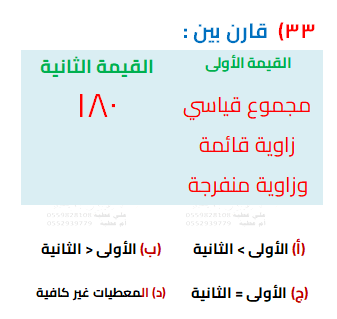 ٣٣) قارن بين :
القيمة الأولى
القيمة الثانية
مجموع قياسي
زاوية قائمة
وزاوية منفرجة
١٨٠
(أ) الأولى > الثانية
(ب) الأولى < الثانية
(ج) الأولى = الثانية
(د) المعطيات غير كافية